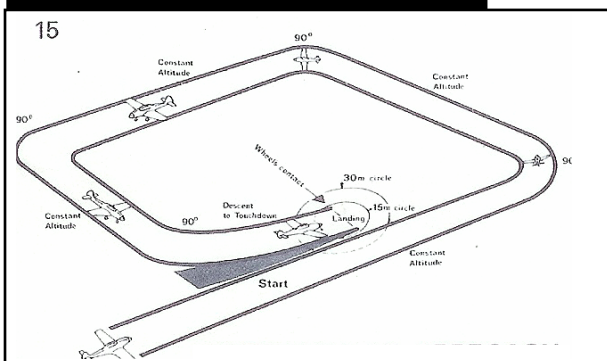 15
90°
Constant
Altitude
Constant
Altitude
90°
90
Wheels contact
30m circle
15m circle
Descent
to Touchdown
Landing
90°
Constant
Altitude
Constant
Altitude
Start